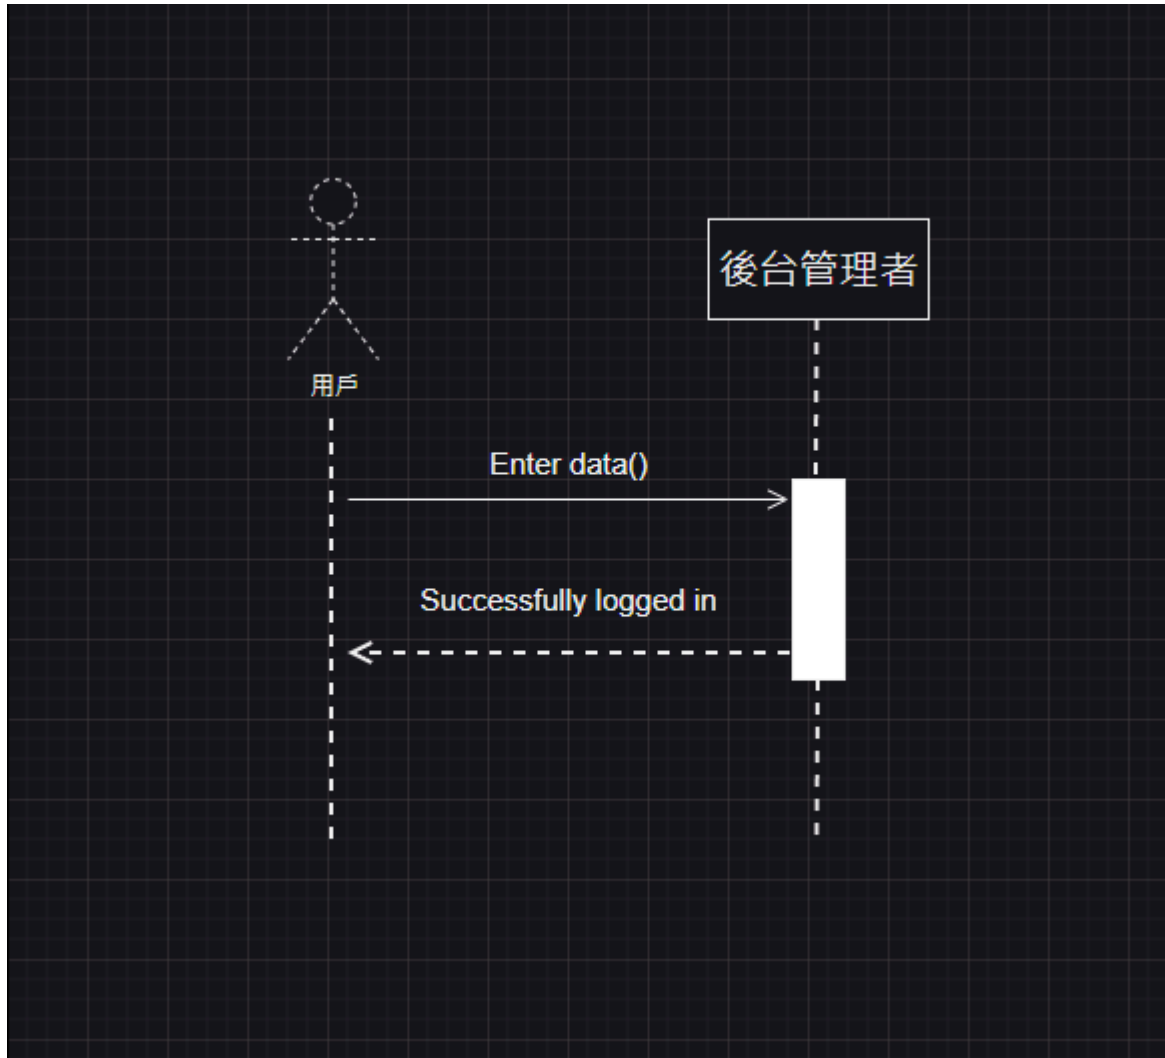 後台管理者
用戶
Enter data()
Successfully logged in